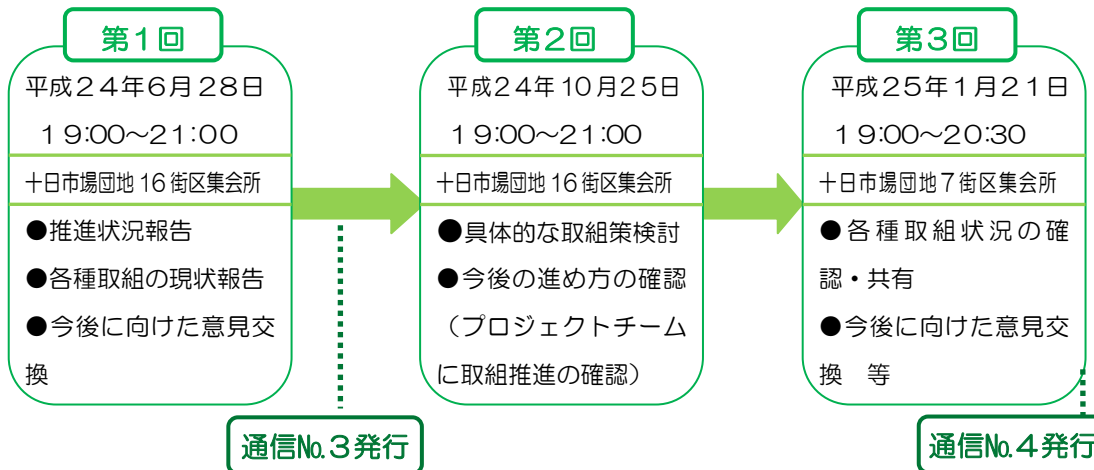 第１回
平成２４年６月２８日
１９:００～２１:００
十日市場団地 16 街区集会所
●推進状況報告
●各種取組の現状報告
●今後に向けた意見交
換
第２回
平成２４年 10 月２５日
１９:００～２１:００
十日市場団地 16 街区集会所
●具体的な取組策検討
●今後の進め方の確認
（プロジェクトチーム
に取組推進の確認）
第３回
平成２５年１月２１日
１９:００～２０:３０
十日市場団地７街区集会所
●各種取組状況の確
認・共有
●今後に向けた意見交
換　等
通信№３発行
通信№４発行